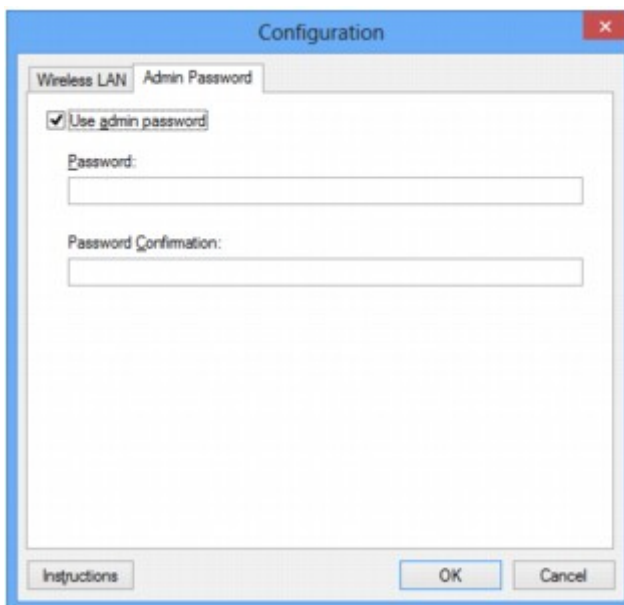 Configuration
Wireless LAN Admin Password
Use admin password
Password:
Password Confirmation:
Instructions OK Cancel